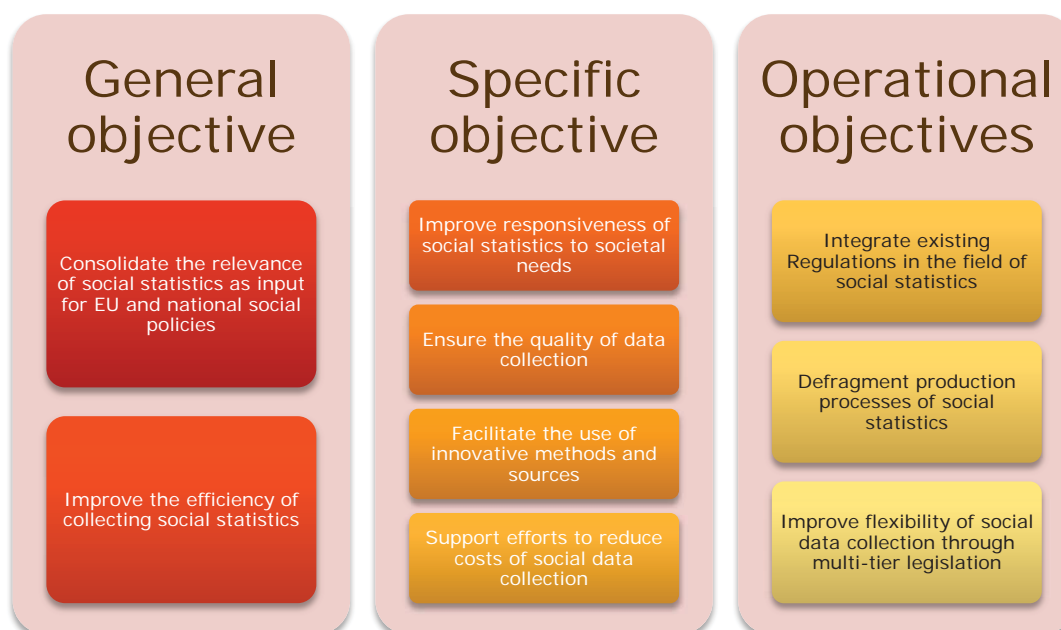 General
objective
Consolidate the relevance
of social statistics as input
for EU and national social
policies
Improve the efficiency of
collecting social statistics
Specific
objective
Improve responsiveness of
social statistics to societal
needs
Ensure the quality of data
collection
Facilitate the use of
innovative methods and
sources
Support efforts to reduce
costs of social data
collection
Operational
objectives
Integrate existing
Regulations in the field of
social statistics
Defragment production
processes of social
statistics
Improve flexibility of social
data collection through
multi-tier legislation